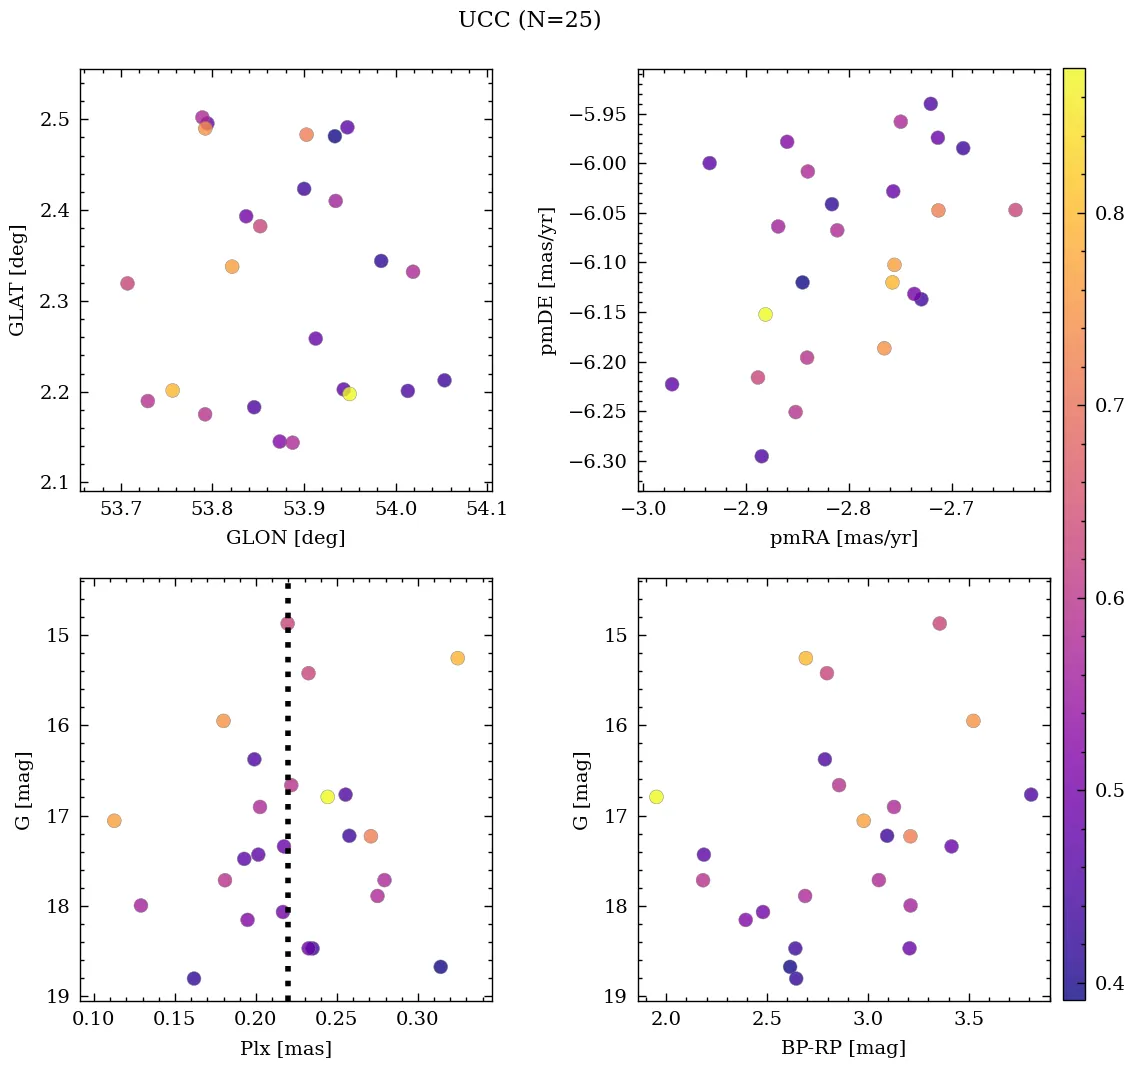 UCC (N=25)
2.5
2.4
2.3
2.2
2.1
GLAT [deg]
53.7 53.8 53.9 54.0 54.1
GLON [deg]
−5.95
−6.00
−6.05
−6.10
−6.15
−6.20
−6.25
−6.30
pmDE [mas/yr]
−3.0 −2.9 −2.8 −2.7
pmRA [mas/yr]
0.8
0.7
0.6
0.5
0.4
15
16
17
18
19
G [mag]
0.10 0.15 0.20 0.25 0.30
Plx [mas]
15
16
17
18
19
G [mag]
2.0 2.5 3.0 3.5
BP-RP [mag]